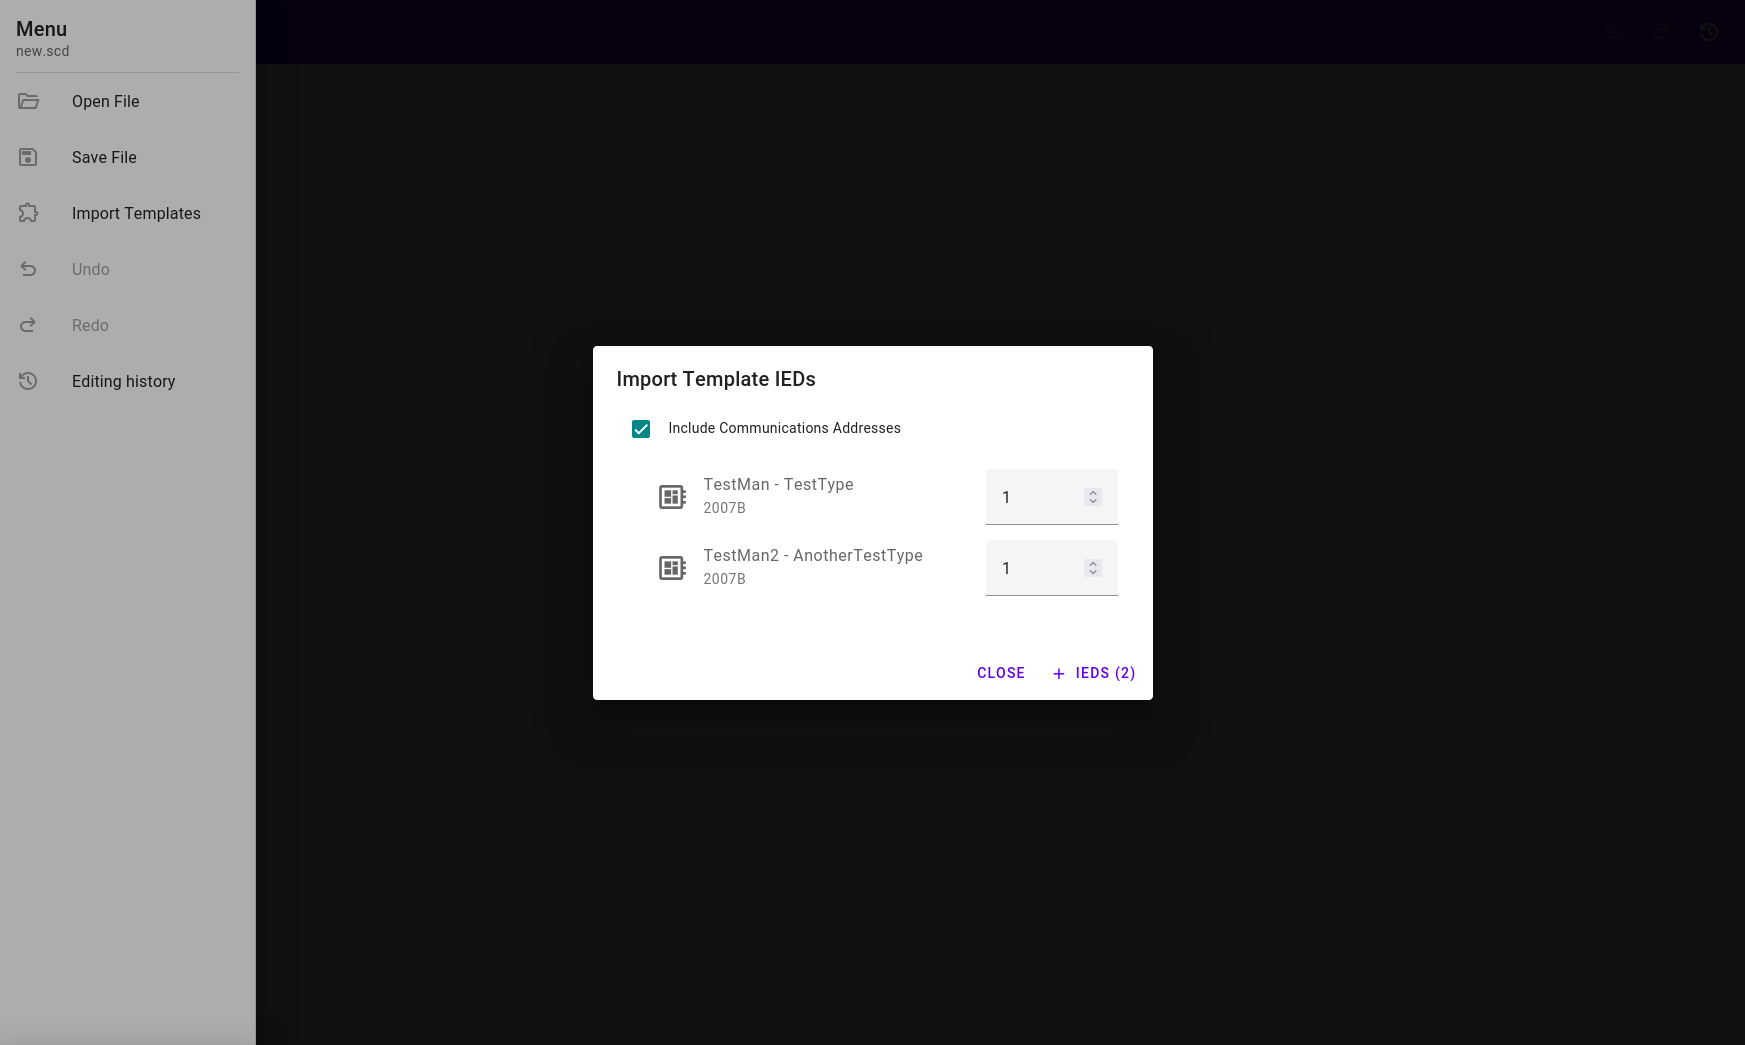 Menu
new.scd
Open File
Save File
Import Templates
Undo
Redo
Editing history
Import Template IEDs
Include Communications Addresses
TestMan - TestType
2007B
1
TestMan2 - AnotherTestType
2007B
1
CLOSE
IEDS (2)